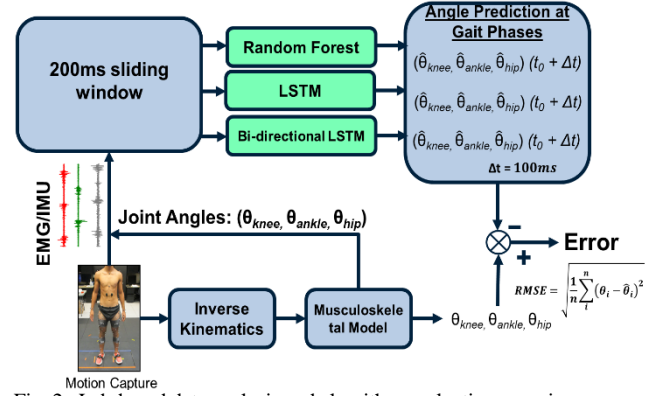 200ms sliding
window
Random Forest
LSTM
Bi-directional LSTM
Angle Prediction at
Gait Phases
(θ̂knee, θ̂ankle, θ̂hip) (t0 + Δt)
(θ̂knee, θ̂ankle, θ̂hip) (t0 + Δt)
(θ̂knee, θ̂ankle, θ̂hip) (t0 + Δt)
Δt = 100ms
EMG/IMU
Joint Angles: (θknee, θankle, θhip)
−
+
Error
Inverse
Kinematics
Musculoskele
tal Model
θknee, θankle, θhip
RMSE = √(1/n ∑ᵢⁿ (θi − θ̂i)²)
Motion Capture